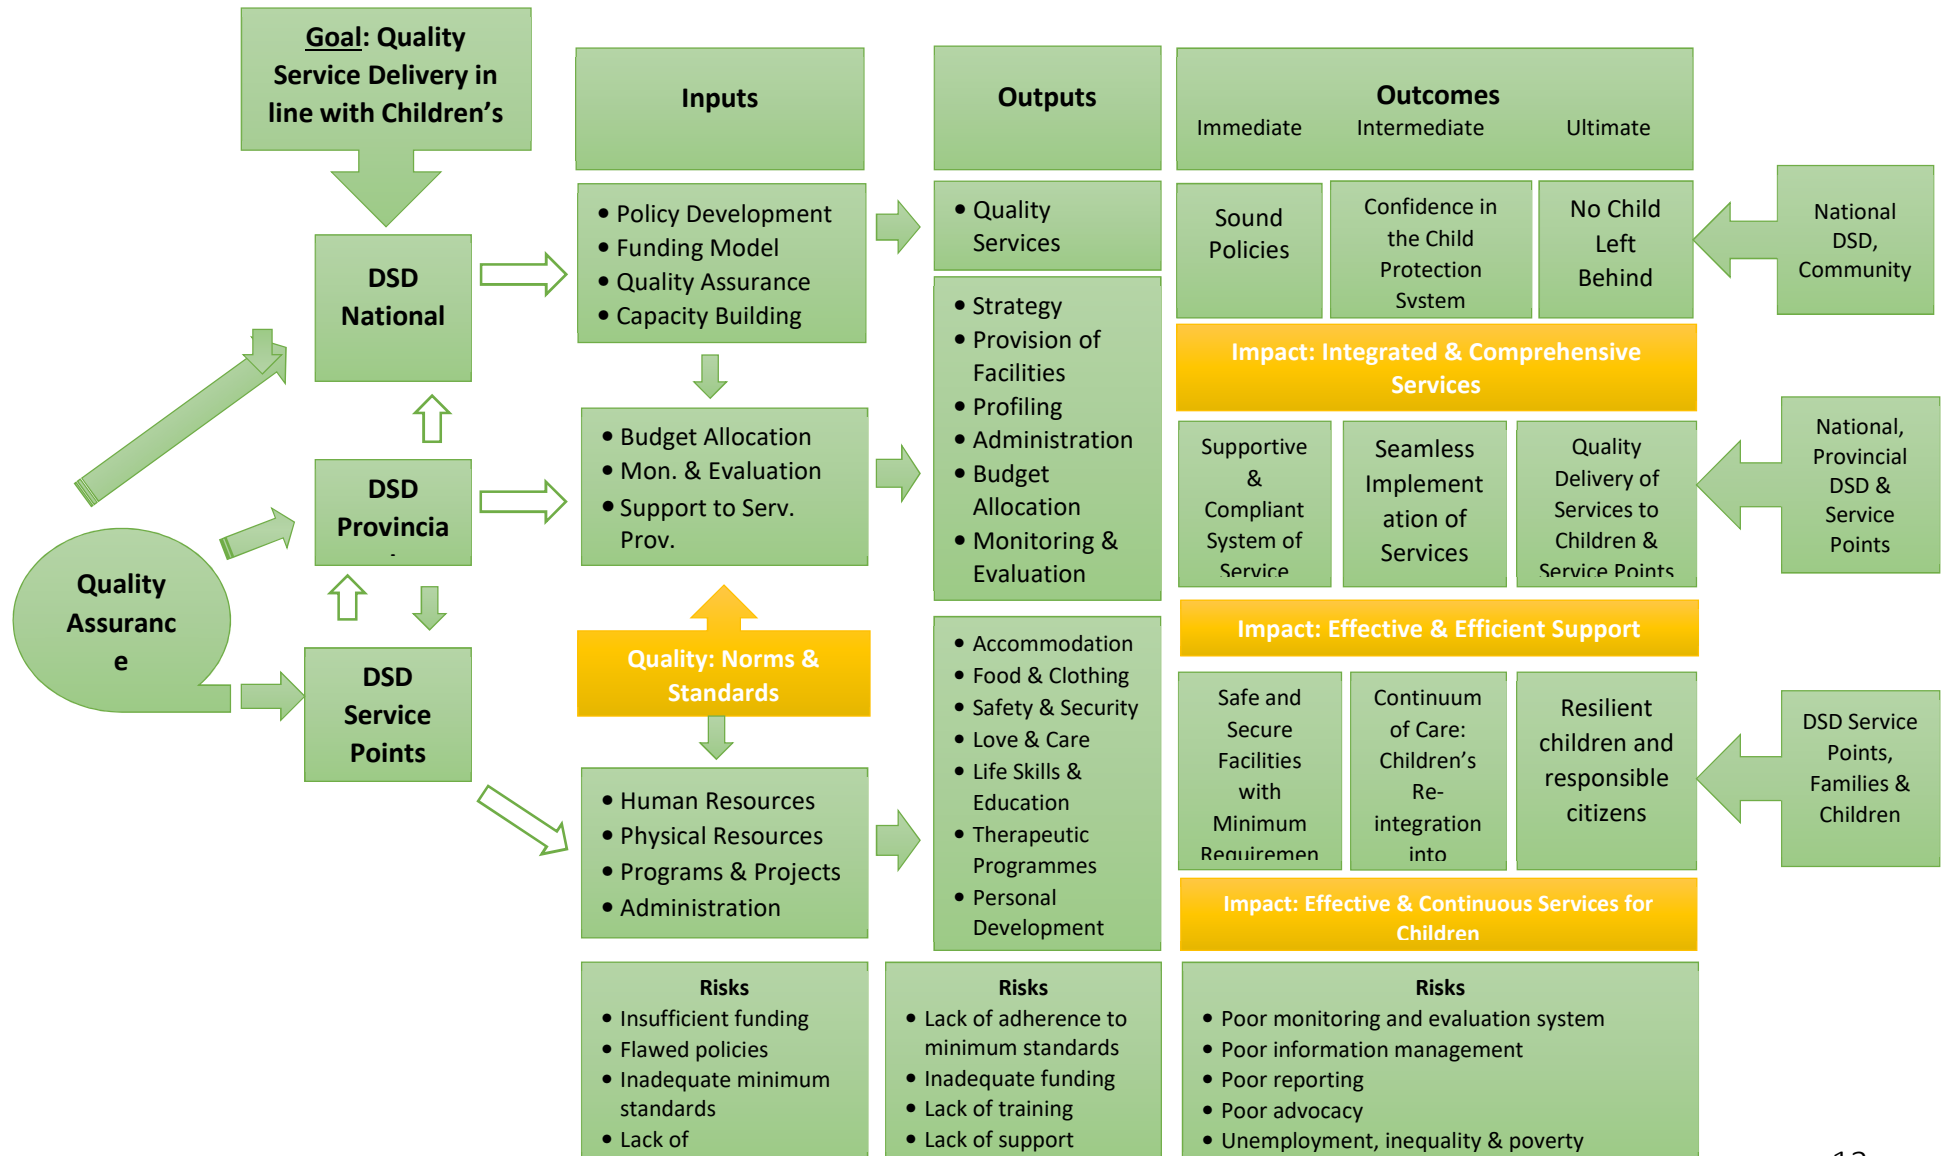 Goal: Quality
Service Delivery in
line with Children's
Inputs
Outputs
Outcomes
Immediate Intermediate Ultimate
DSD
National
• Policy Development
• Funding Model
• Quality Assurance
• Capacity Building
• Quality
Services
Sound
Policies
Confidence in
the Child
Protection
System
No Child
Left
Behind
National
DSD,
Community
• Strategy
• Provision of
Facilities
• Profiling
• Administration
• Budget
Allocation
• Monitoring &
Evaluation
Impact: Integrated & Comprehensive
Services
DSD
Provincia
• Budget Allocation
• Mon. & Evaluation
• Support to Serv.
Prov.
Supportive
&
Compliant
System of
Service
Seamless
Implement
ation of
Services
Quality
Delivery of
Services to
Children &
Service Points
National,
Provincial
DSD &
Service
Points
Quality
Assuranc
e
Quality: Norms &
Standards
Impact: Effective & Efficient Support
DSD
Service
Points
• Human Resources
• Physical Resources
• Programs & Projects
• Administration
• Accommodation
• Food & Clothing
• Safety & Security
• Love & Care
• Life Skills &
Education
• Therapeutic
Programmes
• Personal
Development
Safe and
Secure
Facilities
with
Minimum
Requiremen
Continuum
of Care:
Children's
Re-
integration
into
Resilient
children and
responsible
citizens
DSD Service
Points,
Families &
Children
Impact: Effective & Continuous Services for
Children
Risks
• Insufficient funding
• Flawed policies
• Inadequate minimum
standards
• Lack of
Risks
• Lack of adherence to
minimum standards
• Inadequate funding
• Lack of training
• Lack of support
Risks
• Poor monitoring and evaluation system
• Poor information management
• Poor reporting
• Poor advocacy
• Unemployment, inequality & poverty